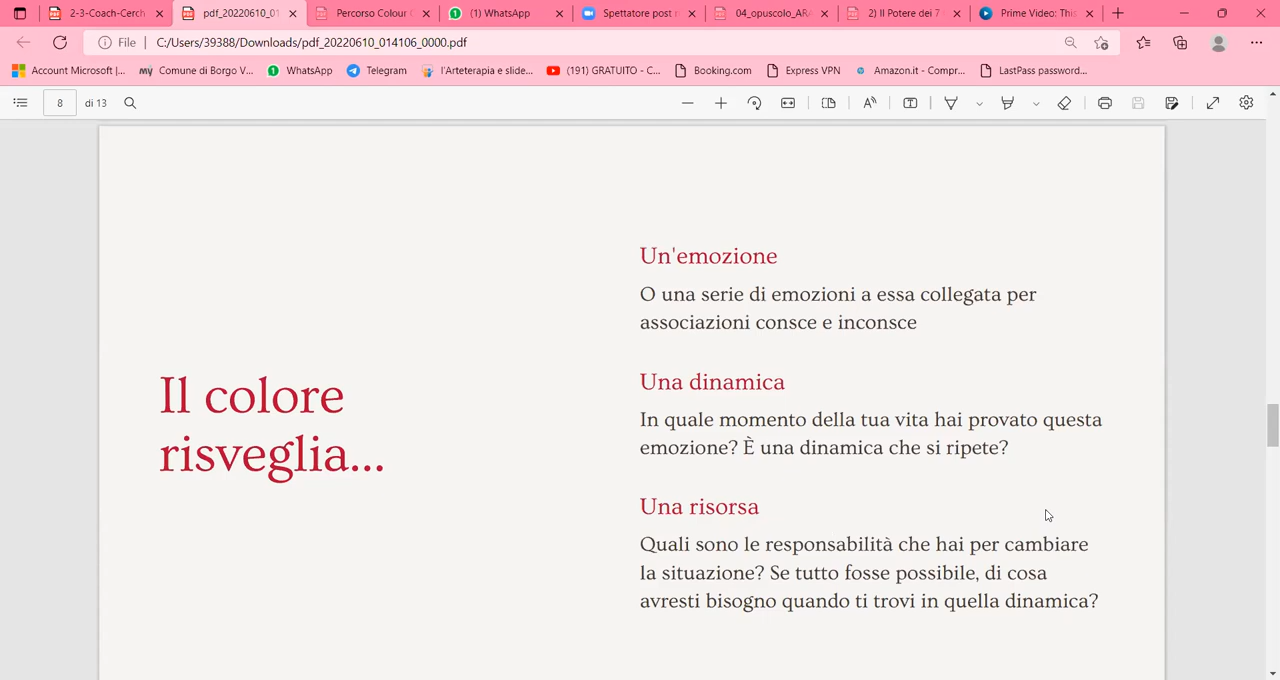 2-3-Coach-Cerch
pdf_20220610_01
Percorso Colour C
(1) WhatsApp
Spettatore post
04_opuscolo_AR
2) Il Potere dei 7
Prime Video: This
File
C:/Users/39388/Downloads/pdf_20220610_014106_0000.pdf
Account Microsoft |...
my Comune di Borgo V...
WhatsApp
Telegram
l'Arteterapia e slide...
(191) GRATUITO - C...
Booking.com
Express VPN
Amazon.it - Compr...
LastPass password...
8 di 13
Il colore
risveglia...
Un'emozione
O una serie di emozioni a essa collegata per
associazioni consce e inconsce
Una dinamica
In quale momento della tua vita hai provato questa
emozione? È una dinamica che si ripete?
Una risorsa
Quali sono le responsabilità che hai per cambiare
la situazione? Se tutto fosse possibile, di cosa
avresti bisogno quando ti trovi in quella dinamica?